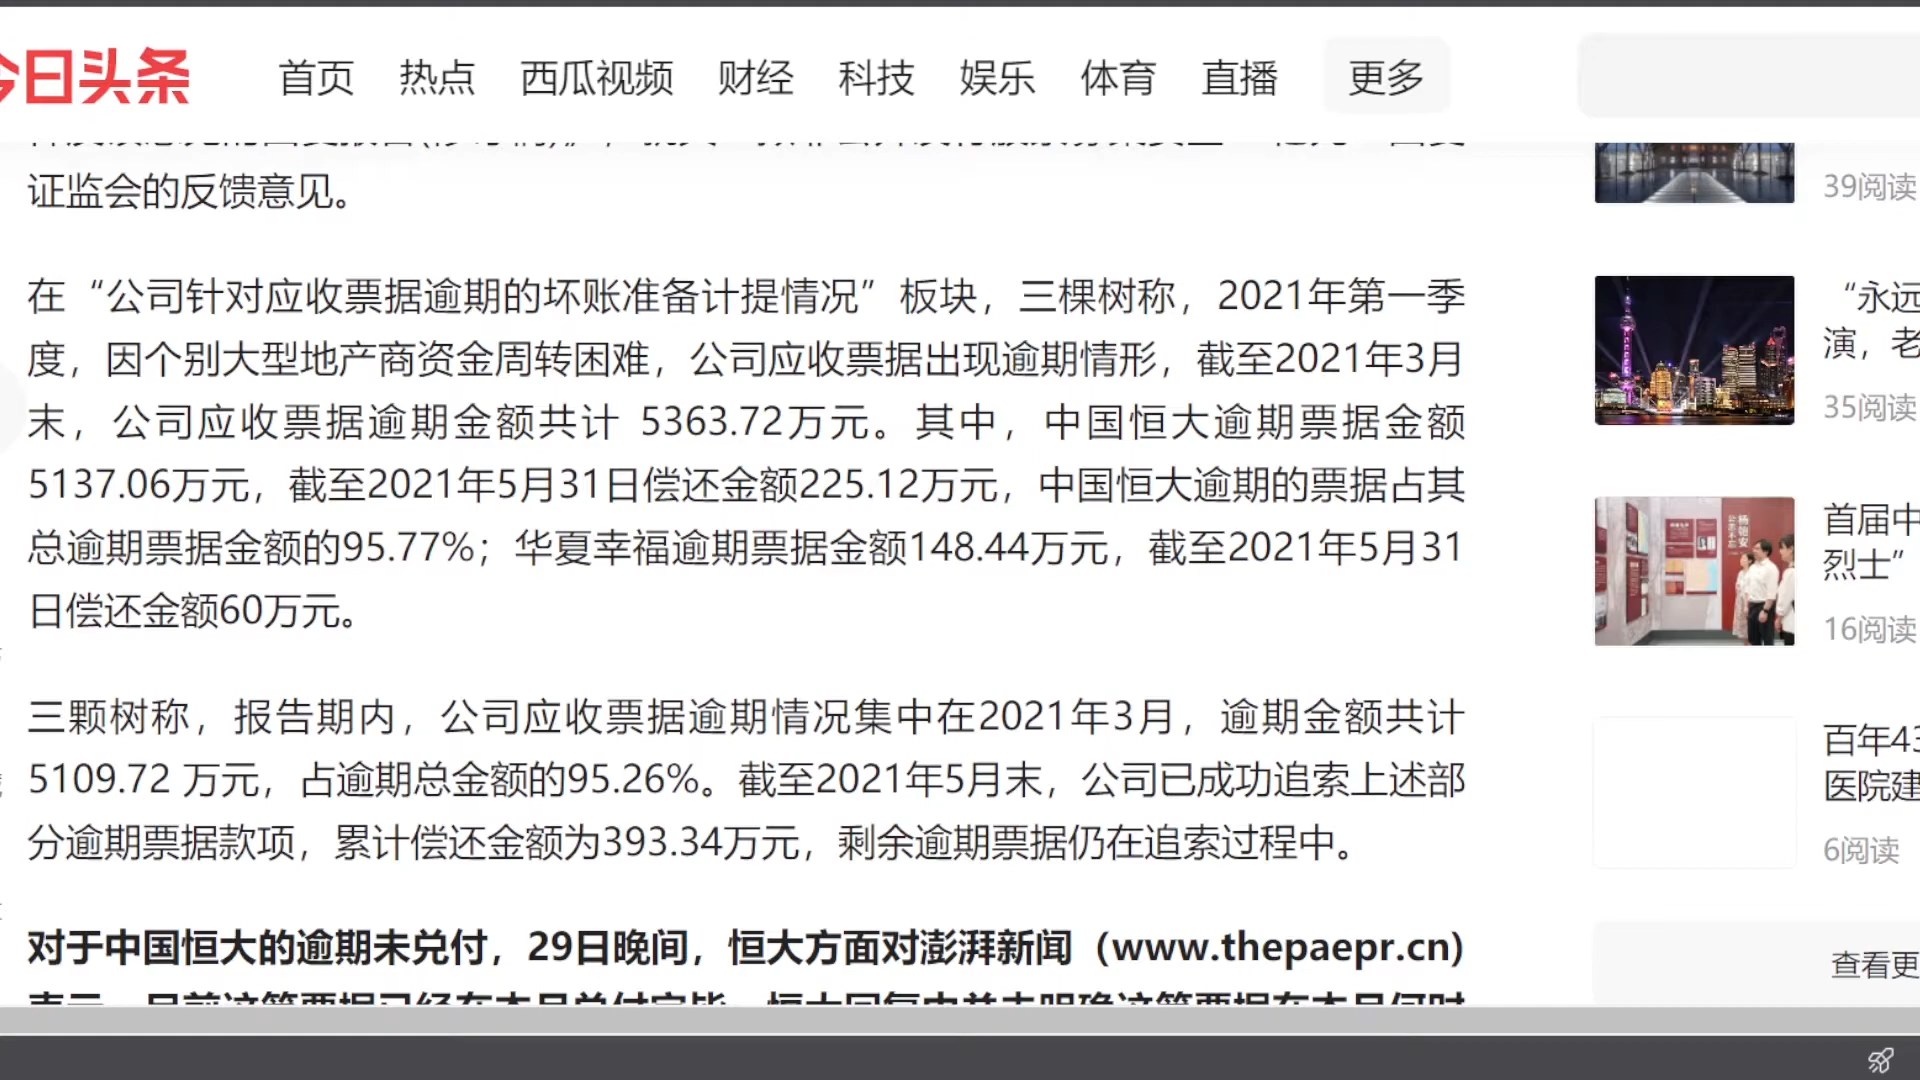 今日头条
首页 热点 西瓜视频 财经 科技 娱乐 体育 直播 更多
证监会的反馈意见。
在“公司针对应收票据逾期的坏账准备计提情况”板块，三棵树称，2021年第一季
度，因个别大型地产商资金周转困难，公司应收票据出现逾期情形，截至2021年3月
末，公司应收票据逾期金额共计 5363.72万元。其中，中国恒大逾期票据金额
5137.06万元，截至2021年5月31日偿还金额225.12万元，中国恒大逾期的票据占其
总逾期票据金额的95.77%；华夏幸福逾期票据金额148.44万元，截至2021年5月31
日偿还金额60万元。
三颗树称，报告期内，公司应收票据逾期情况集中在2021年3月，逾期金额共计
5109.72 万元，占逾期总金额的95.26%。截至2021年5月末，公司已成功追索上述部
分逾期票据款项，累计偿还金额为393.34万元，剩余逾期票据仍在追索过程中。
对于中国恒大的逾期未兑付，29日晚间，恒大方面对澎湃新闻（www.thepaepr.cn)
39阅读
“永远
演，老
35阅读
首届中
烈士”
16阅读
百年43
医院建
6阅读
查看更